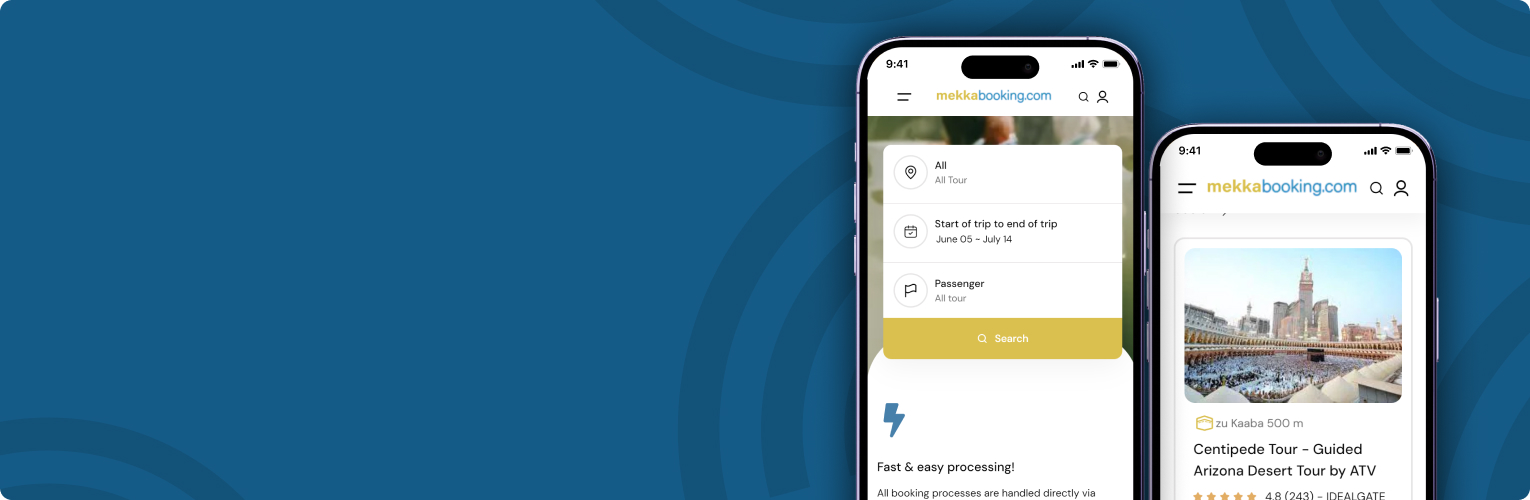 9:41
mekkabooking.com
All
All Tour
Start of trip to end of trip
June 05 ~ July 14
Passenger
All tour
Search
Fast & easy processing!
All booking processes are handled directly via
9:41
mekkabooking.com
zu Kaaba 500 m
Centipede Tour - Guided
Arizona Desert Tour by ATV
4.8 (243) - IDEALGATE